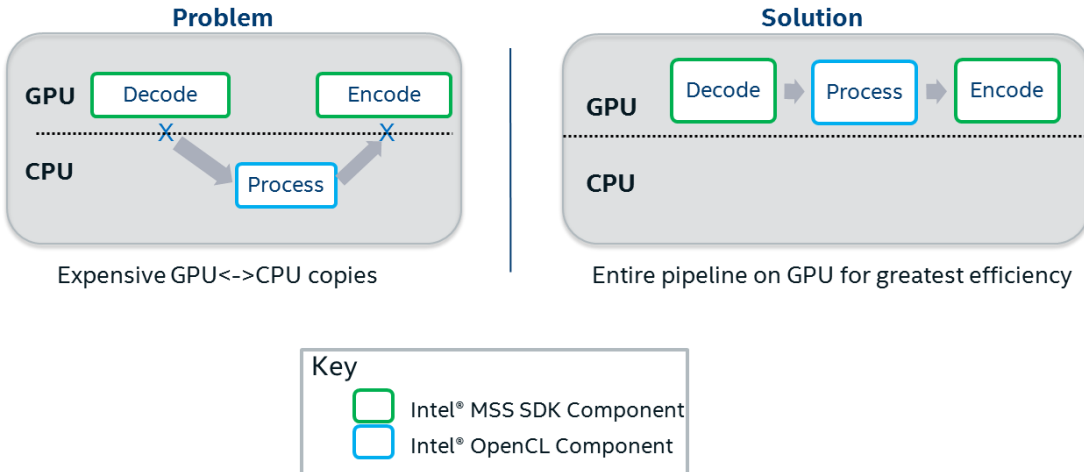 Problem
GPU
Decode
Encode
X
X
CPU
Process
Expensive GPU<->CPU copies
Solution
GPU
Decode
Process
Encode
CPU
Entire pipeline on GPU for greatest efficiency
Key
Intel® MSS SDK Component
Intel® OpenCL Component